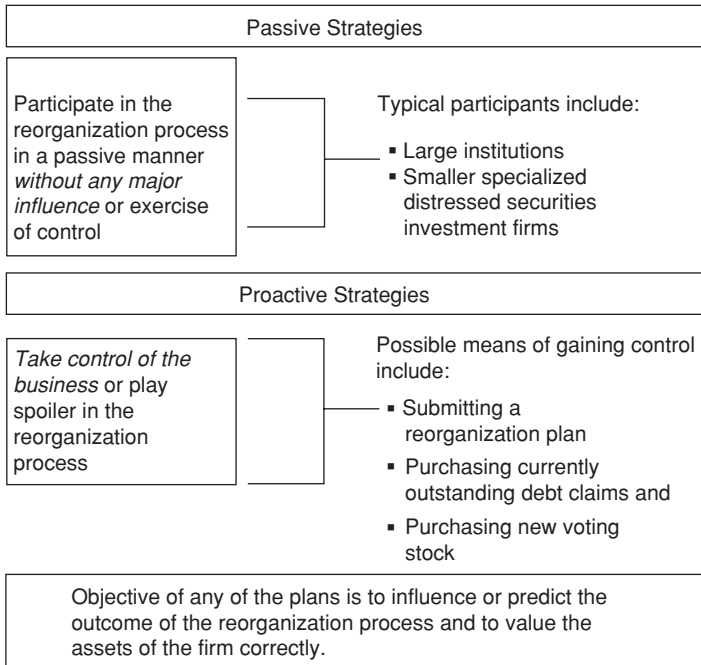 Passive Strategies
Participate in the
reorganization process
in a passive manner
without any major
influence or exercise
of control
Typical participants include:
▪ Large institutions
▪ Smaller specialized
distressed securities
investment firms
Proactive Strategies
Take control of the
business or play
spoiler in the
reorganization
process
Possible means of gaining control
include:
▪ Submitting a
reorganization plan
▪ Purchasing currently
outstanding debt claims and
▪ Purchasing new voting
stock
Objective of any of the plans is to influence or predict the
outcome of the reorganization process and to value the
assets of the firm correctly.